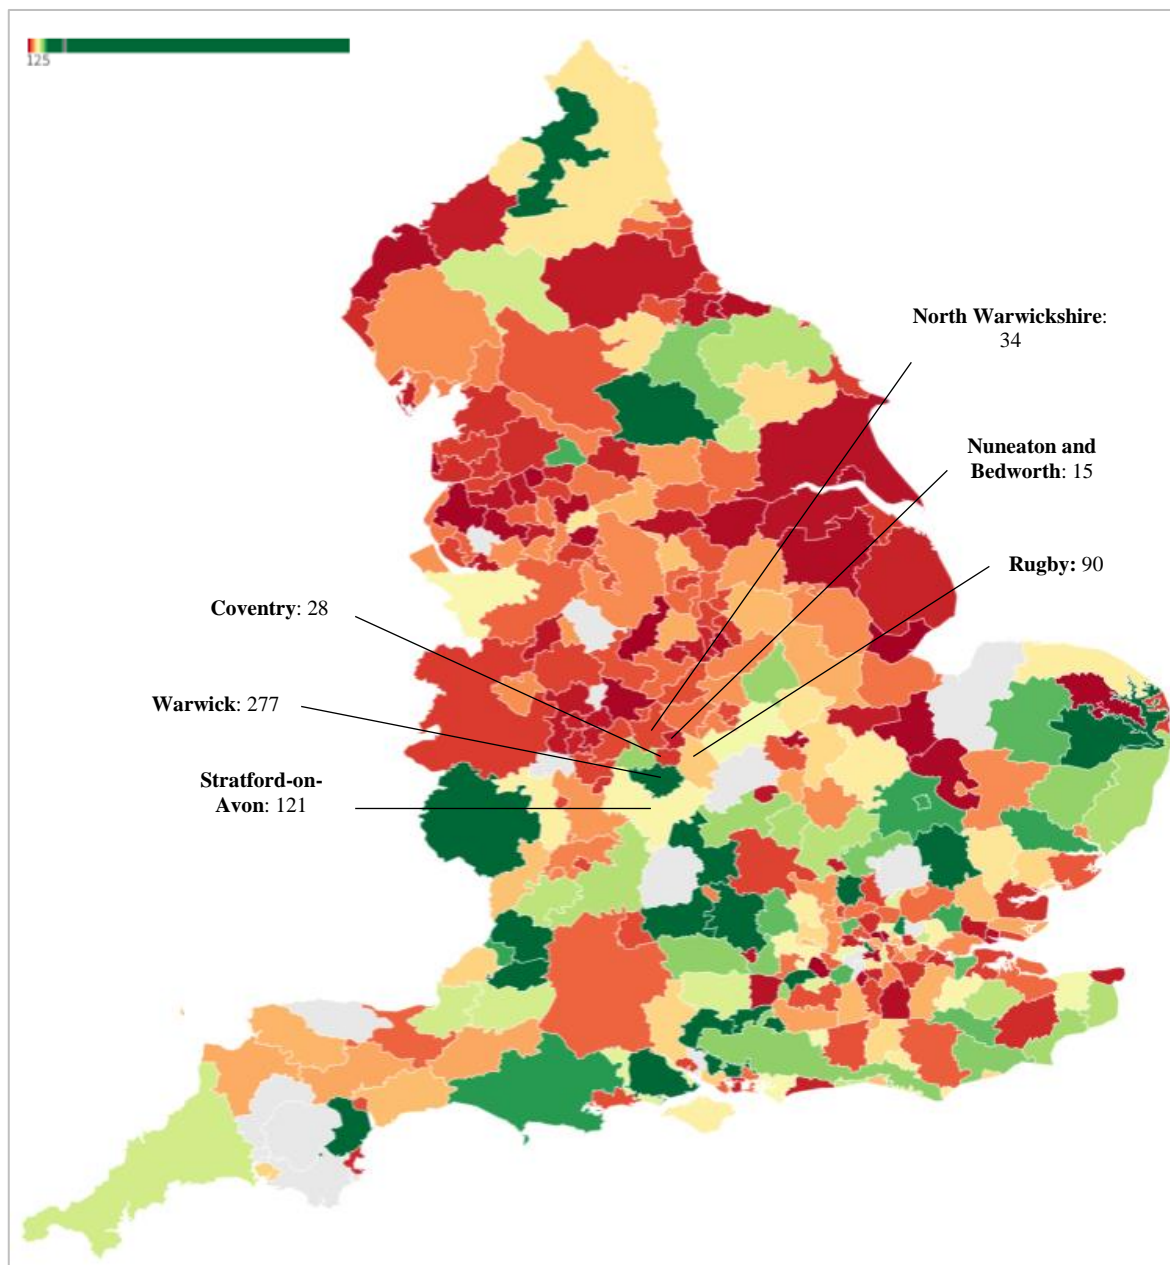 125
North Warwickshire:
34
Nuneaton and
Bedworth: 15
Rugby: 90
Coventry: 28
Warwick: 277
Stratford-on-
Avon: 121